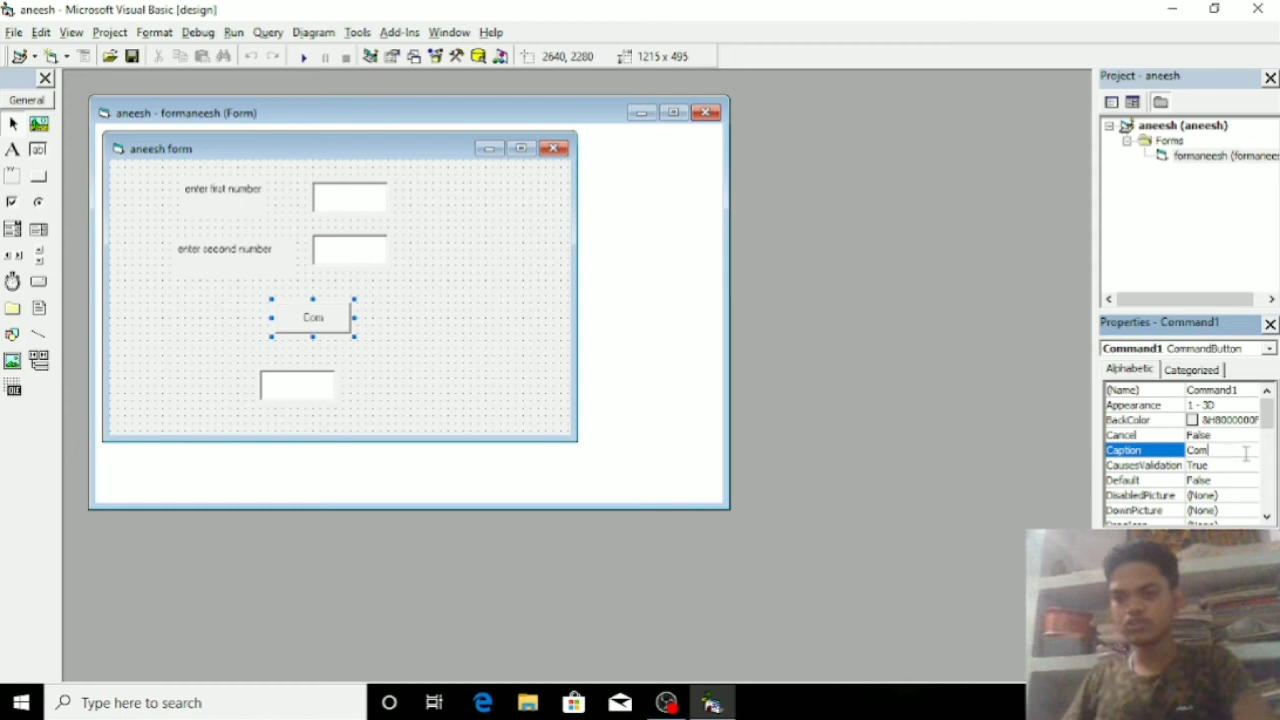 aneesh - Microsoft Visual Basic [design]
File Edit View Project Format Debug Run Query Diagram Tools Add-Ins Window Help
2640, 2280 1215 x 495
General
aneesh - formaneesh (Form)
aneesh form
enter first number
enter second number
Com
Project - aneesh
aneesh (aneesh)
Forms
formaneesh (formanees
Properties - Command1
Command1 CommandButton
Alphabetic Categorized
(Name) Command1
Appearance 1 - 3D
BackColor &H8000000F
Cancel False
Caption Com
CausesValidation True
Default False
DisabledPicture (None)
DownPicture (None)
Type here to search